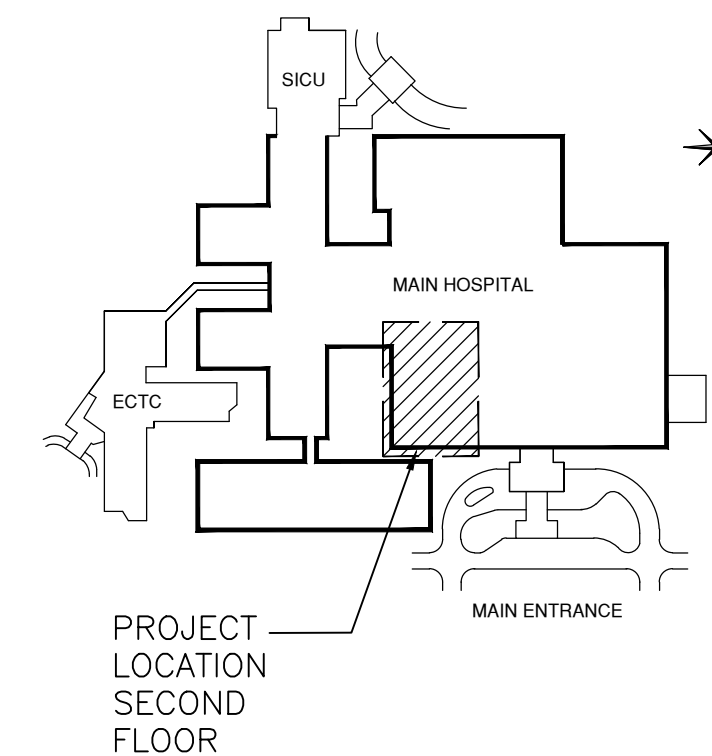 SICU
MAIN HOSPITAL
ECTC
MAIN ENTRANCE
PROJECT
LOCATION
SECOND
FLOOR